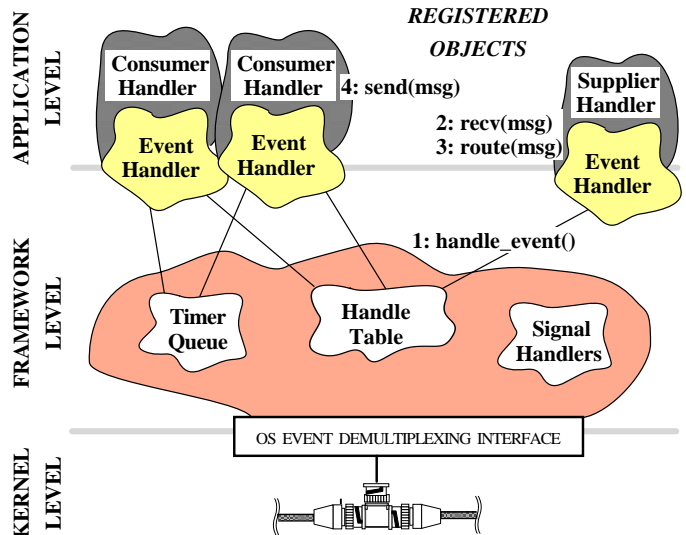 REGISTERED
OBJECTS
APPLICATION
LEVEL
Consumer
Handler
Consumer
Handler
4: send(msg)
Supplier
Handler
2: recv(msg)
3: route(msg)
Event
Handler
Event
Handler
Event
Handler
1: handle_event()
FRAMEWORK
LEVEL
Timer
Queue
Handle
Table
Signal
Handlers
OS EVENT DEMULTIPLEXING INTERFACE
KERNEL
LEVEL